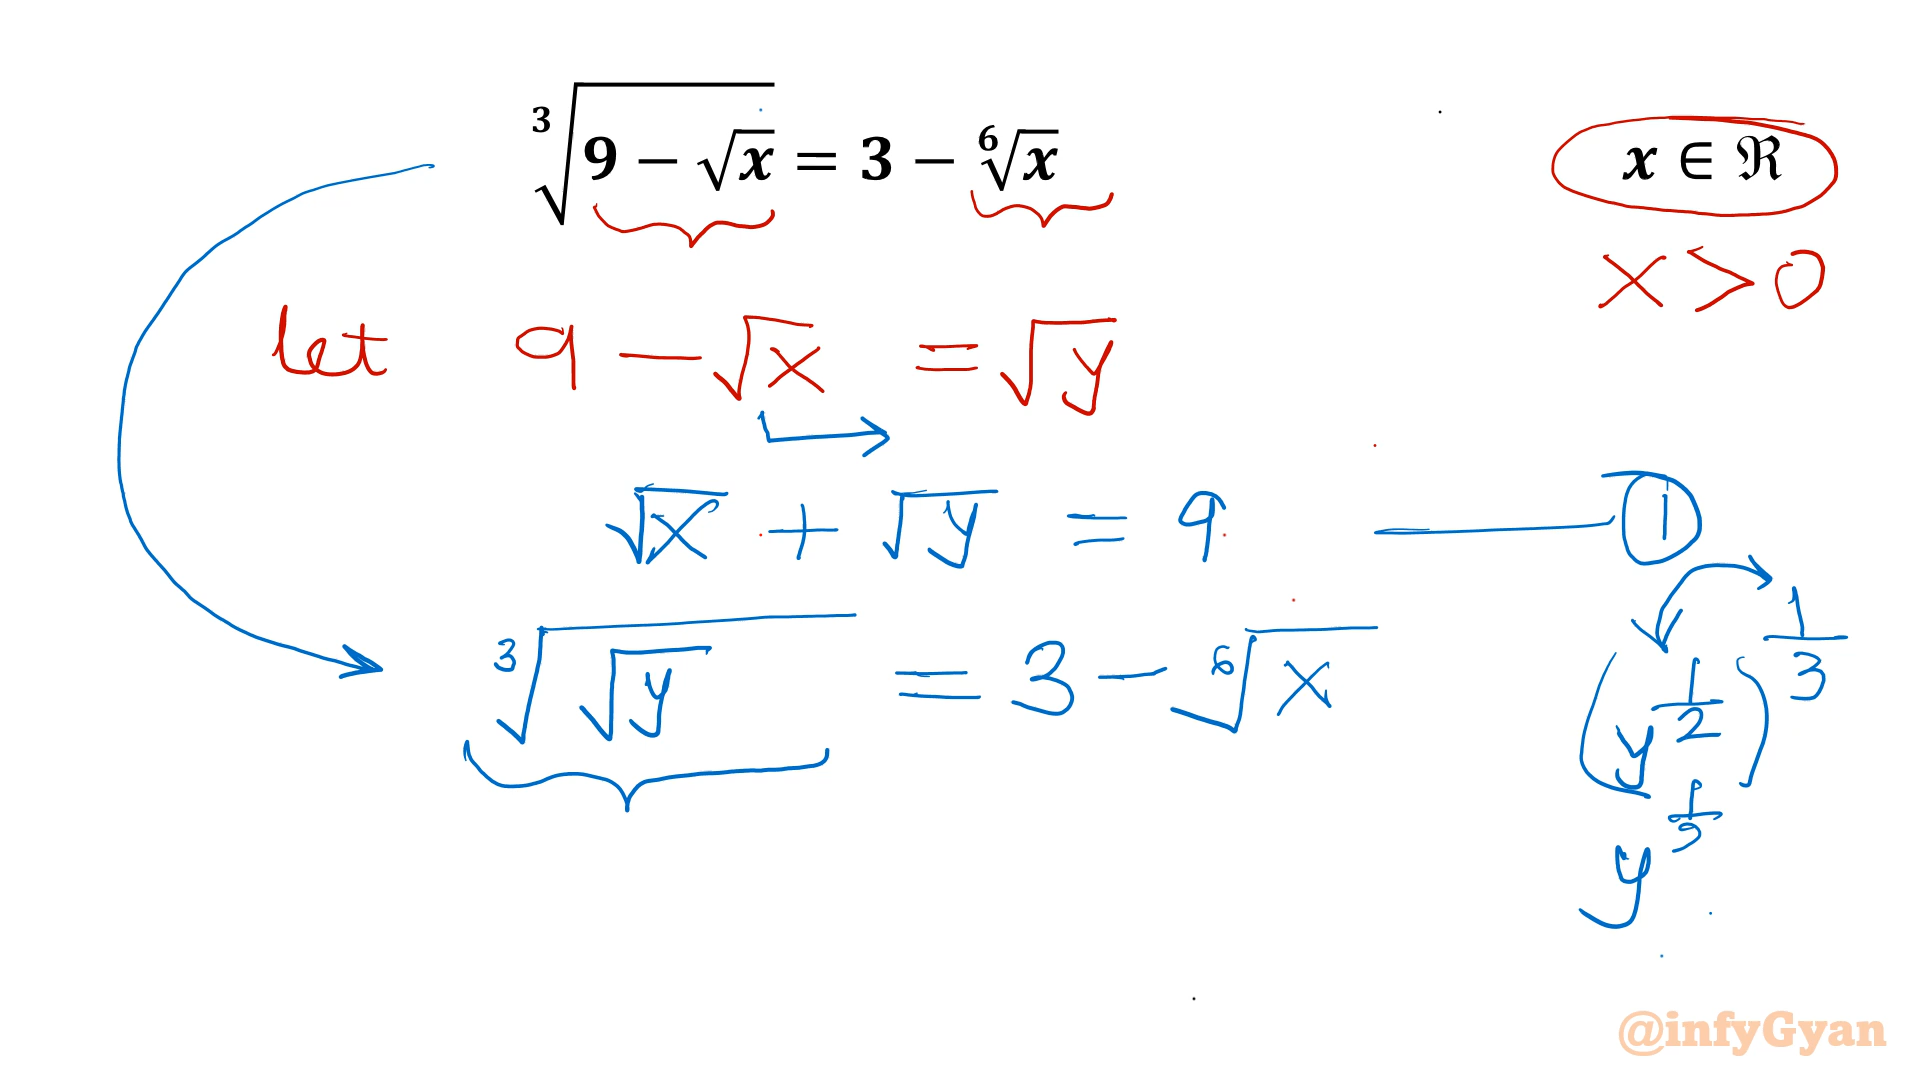 ∛(9 − √x) = 3 − ⁶√x
x ∈ ℜ
x > 0
let 9 − √x = √y
√x + √y = 9 — ①
∛(√y) = 3 − ⁶√x
(y^(1/2))^(1/3)
@infyGyan